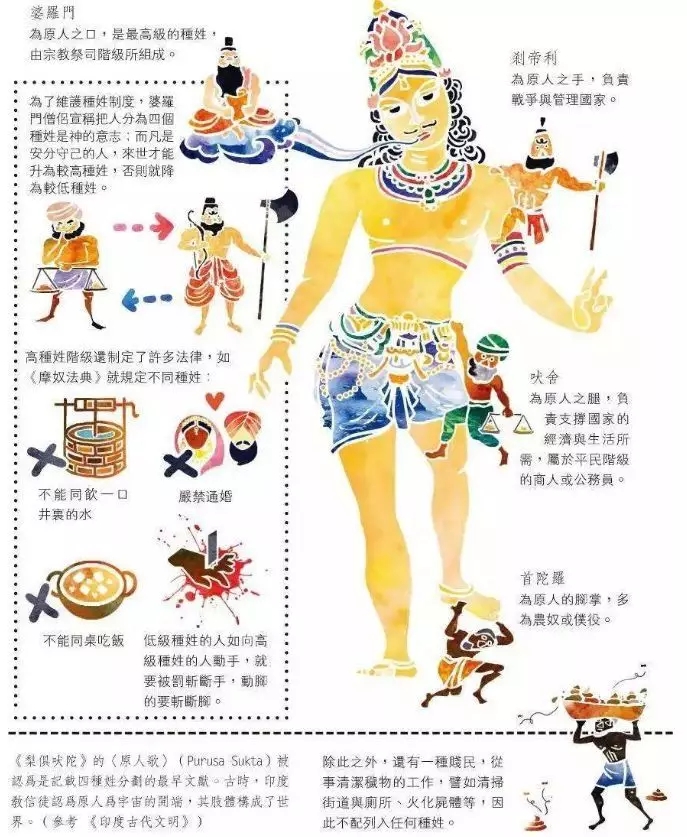 婆羅門
為原人之口，是最高級的種姓，
由宗教祭司階級所組成。
剎帝利
為原人之手，負責
戰爭與管理國家。
為了維護種姓制度，婆羅
門僧侶宣稱把人分為四個
種姓是神的意志；而凡是
安分守己的人，來世才能
升為較高種姓，否則就降
為較低種姓。
高種姓階級還制定了許多法律，如
《摩奴法典》就規定不同種姓：
不能同飲一口
井裏的水
嚴禁通婚
不能同桌吃飯
低級種姓的人如向高
級種姓的人動手，就
要被罰斬斷手，動腳
的要斬斷腳。
吠舍
為原人之腿，負
責支撐國家的
經濟與生活所
需，屬於平民階級
的商人或公務員。
首陀羅
為原人的腳掌，多
為農奴或僕役。
《梨俱吠陀》的〈原人歌〉（Purusa Sukta）被
認爲是記載四種姓分劃的最早文獻。古時，印度
教信徒認爲原人爲宇宙的開端，其肢體構成了世
界。（參考 《印度古代文明》）
除此之外，還有一種賤民，從
事清潔穢物的工作，譬如清掃
街道與廁所、火化屍體等，因
此不配列入任何種姓。